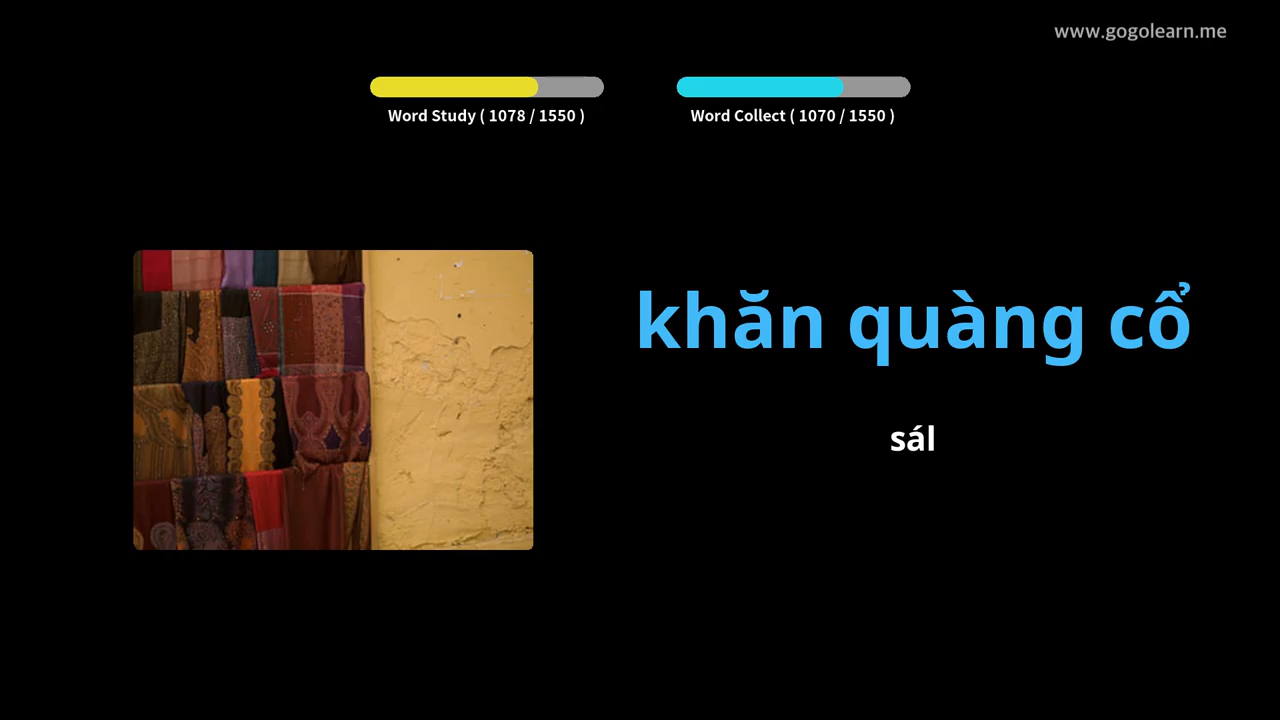 www.gogolearn.me
Word Study ( 1078 / 1550 )
Word Collect ( 1070 / 1550 )
khăn quàng cổ
sál